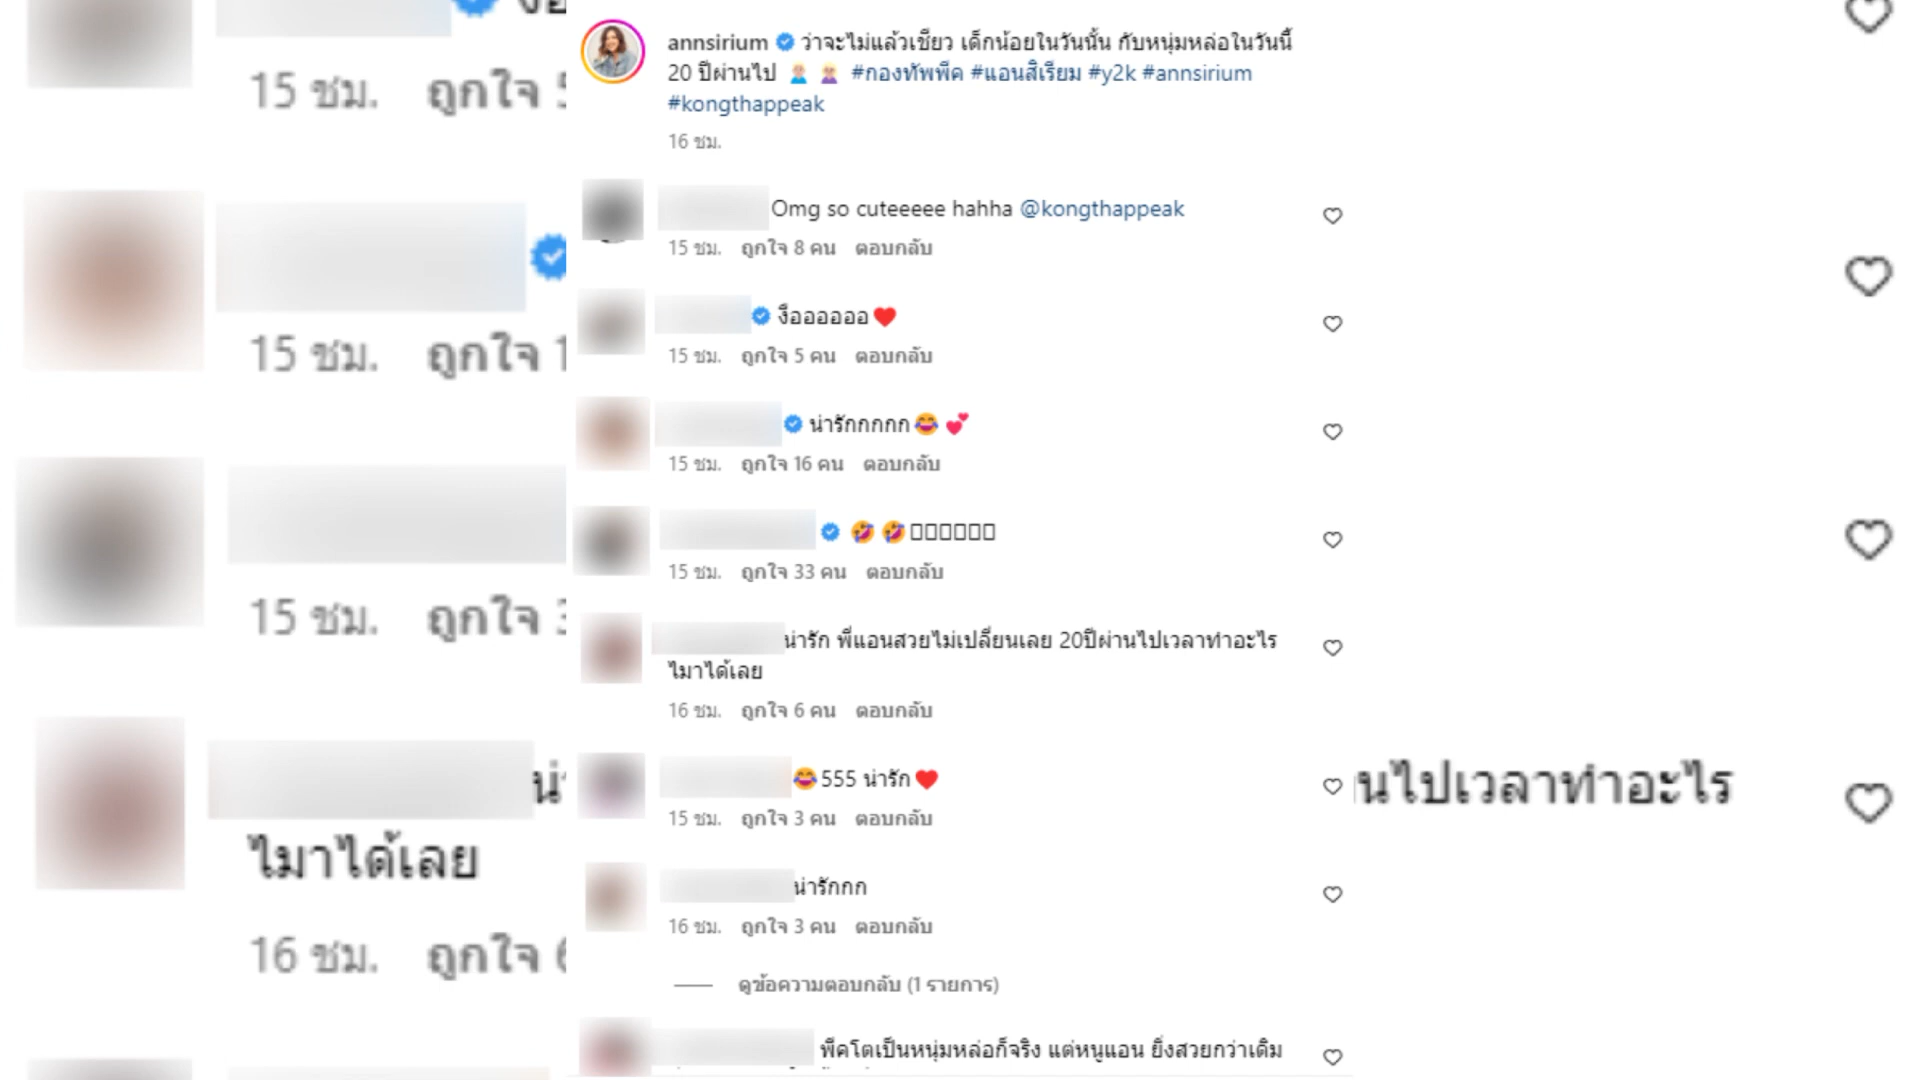 annsirium ว่าจะไม่แล้วเชียว เด็กน้อยในวันนั้น กับหนุ่มหล่อในวันนี้
20 ปีผ่านไป #กองทัพพีค #แอนสิเรียม #y2k #annsirium
#kongthappeak
16 ชม.
Omg so cuteeeee hahha @kongthappeak
15 ชม. ถูกใจ 8 คน ตอบกลับ
งืออออออ❤️
15 ชม. ถูกใจ 5 คน ตอบกลับ
น่ารักกกกก😂 💕
15 ชม. ถูกใจ 16 คน ตอบกลับ
🤣 🤣
15 ชม. ถูกใจ 33 คน ตอบกลับ
น่ารัก พี่แอนสวยไม่เปลี่ยนเลย 20ปีผ่านไปเวลาทำอะไร
ไมาได้เลย
16 ชม. ถูกใจ 6 คน ตอบกลับ
😂555 น่ารัก❤️
15 ชม. ถูกใจ 3 คน ตอบกลับ
น่ารักกก
16 ชม. ถูกใจ 3 คน ตอบกลับ
ดูข้อความตอบกลับ (1 รายการ)
พีคโตเป็นหนุ่มหล่อก็จริง แต่หนูแอน ยิ่งสวยกว่าเดิม
15 ชม. ถูกใจ
15 ชม. ถูกใจ
15 ชม. ถูกใจ
นไปเวลาทำอะไร
ไมาได้เลย
16 ชม. ถูกใจ